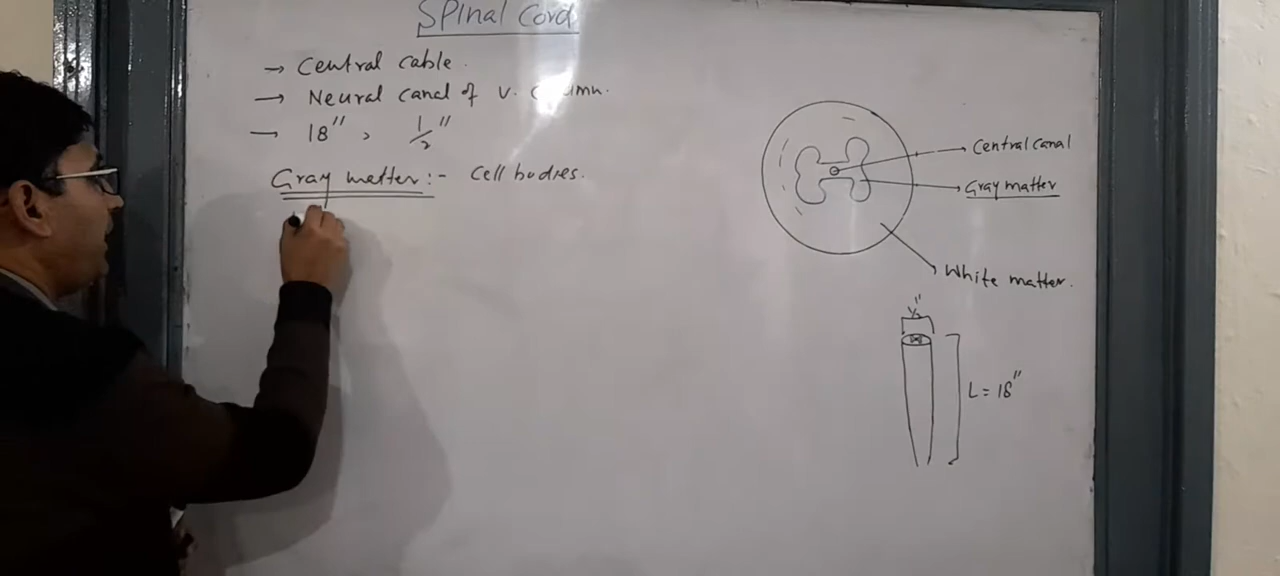 Spinal Cord
→ Central cable.
→ Neural canal of v.
→ 18", 1/2"
Gray matter:- Cell bodies.
Central canal
Gray matter
White matter.
L = 18"